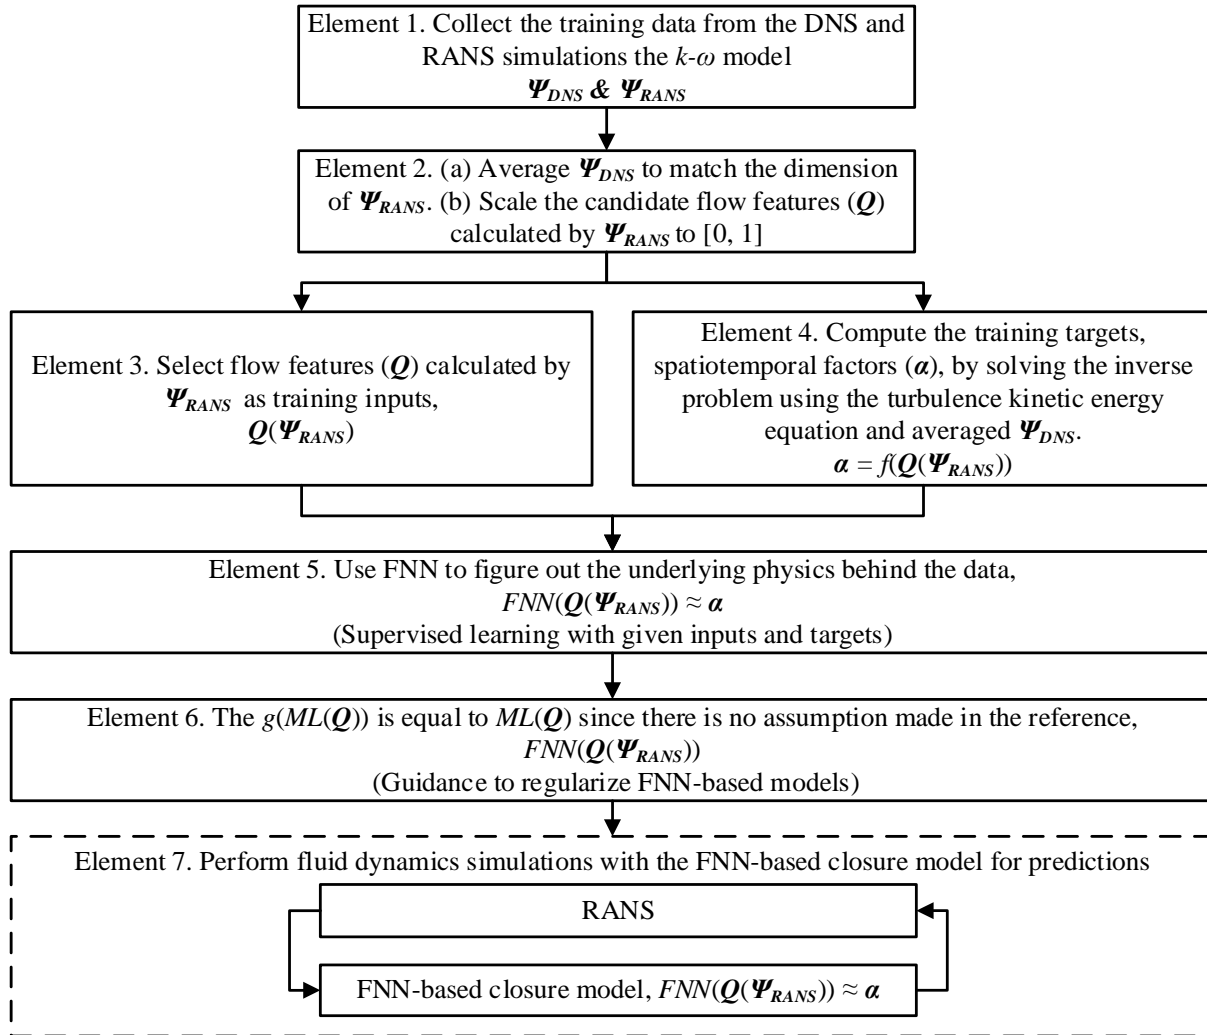 Element 1. Collect the training data from the DNS and
RANS simulations the k-ω model
Ψ_DNS & Ψ_RANS
Element 2. (a) Average Ψ_DNS to match the dimension
of Ψ_RANS. (b) Scale the candidate flow features (Q)
calculated by Ψ_RANS to [0, 1]
Element 3. Select flow features (Q) calculated by
Ψ_RANS as training inputs,
Q(Ψ_RANS)
Element 4. Compute the training targets,
spatiotemporal factors (α), by solving the inverse
problem using the turbulence kinetic energy
equation and averaged Ψ_DNS.
α = f(Q(Ψ_RANS))
Element 5. Use FNN to figure out the underlying physics behind the data,
FNN(Q(Ψ_RANS)) ≈ α
(Supervised learning with given inputs and targets)
Element 6. The g(ML(Q)) is equal to ML(Q) since there is no assumption made in the reference,
FNN(Q(Ψ_RANS))
(Guidance to regularize FNN-based models)
Element 7. Perform fluid dynamics simulations with the FNN-based closure model for predictions
RANS
FNN-based closure model, FNN(Q(Ψ_RANS)) ≈ α